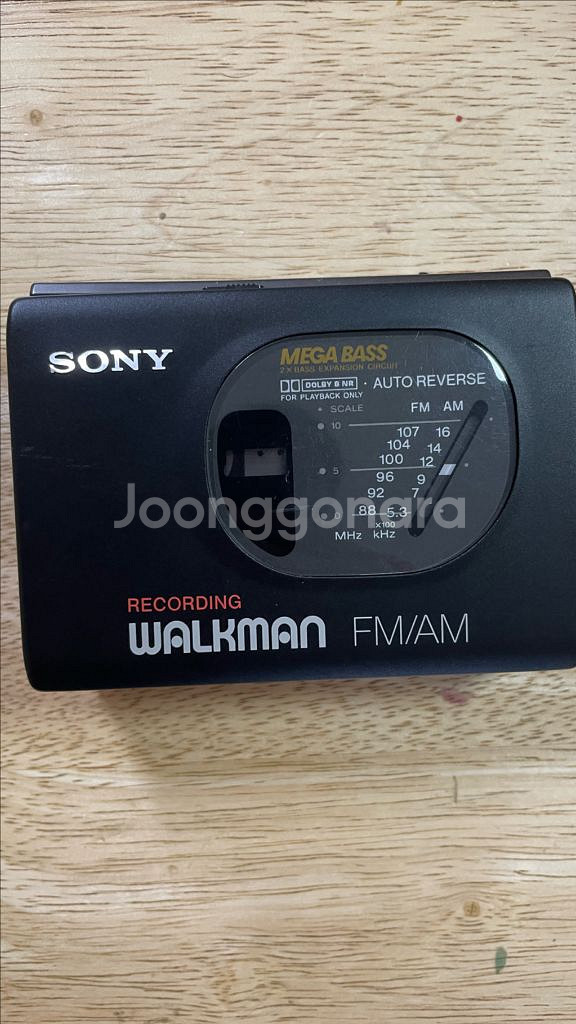 SONY
MEGA BASS
2× BASS EXPANSION CIRCUIT
DOLBY B NR · AUTO REVERSE
FOR PLAYBACK ONLY
SCALE FM AM
10
107 16
104 14
100 12
5
96 9
92 7
0 88 5.3
×100
MHz kHz
Joonggonara
RECORDING
WALKMAN FM/AM